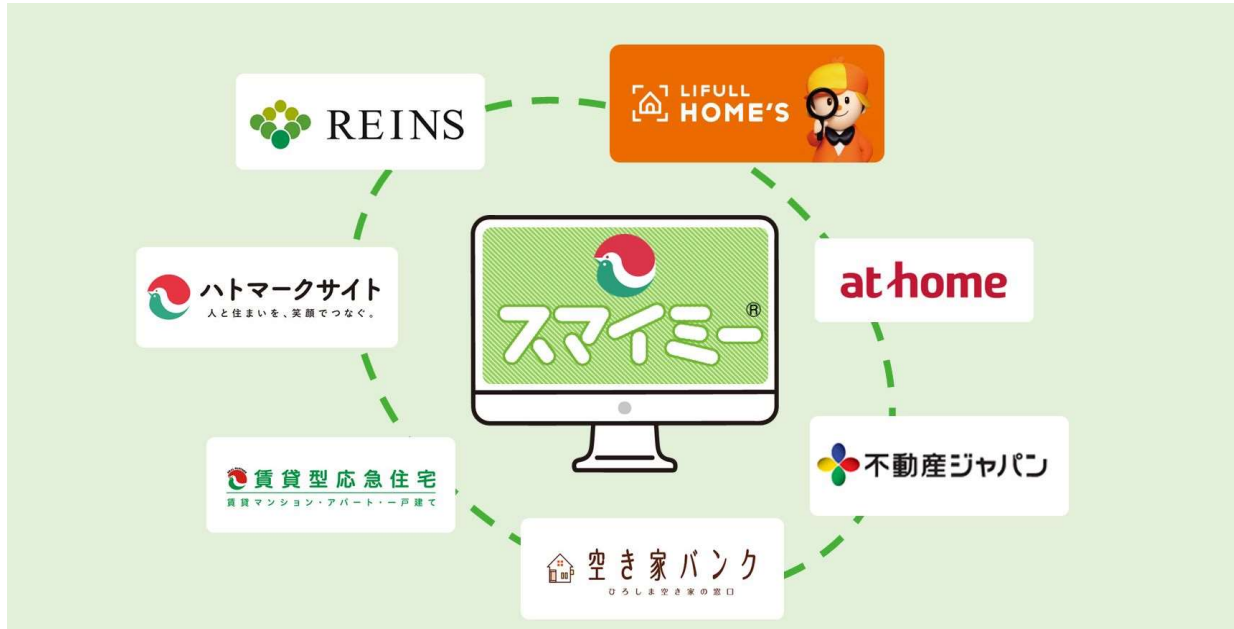 REINS
LIFULL
HOME'S
ハトマークサイト
人と住まいを、笑顔でつなぐ。
スマイミー®
at home
賃貸型応急住宅
賃貸マンション・アパート・一戸建て
不動産ジャパン
空き家バンク
ひろしま空き家の窓口